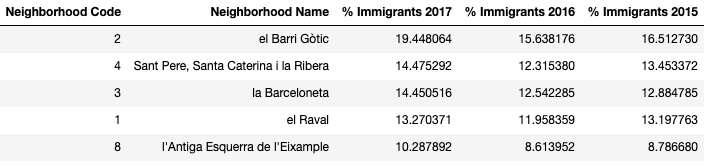 Neighborhood Code Neighborhood Name % Immigrants 2017 % Immigrants 2016 % Immigrants 2015
2 el Barri Gòtic 19.448064 15.638176 16.512730
4 Sant Pere, Santa Caterina i la Ribera 14.475292 12.315380 13.453372
3 la Barceloneta 14.450516 12.542285 12.884785
1 el Raval 13.270371 11.958359 13.197763
8 l'Antiga Esquerra de l'Eixample 10.287892 8.613952 8.786680